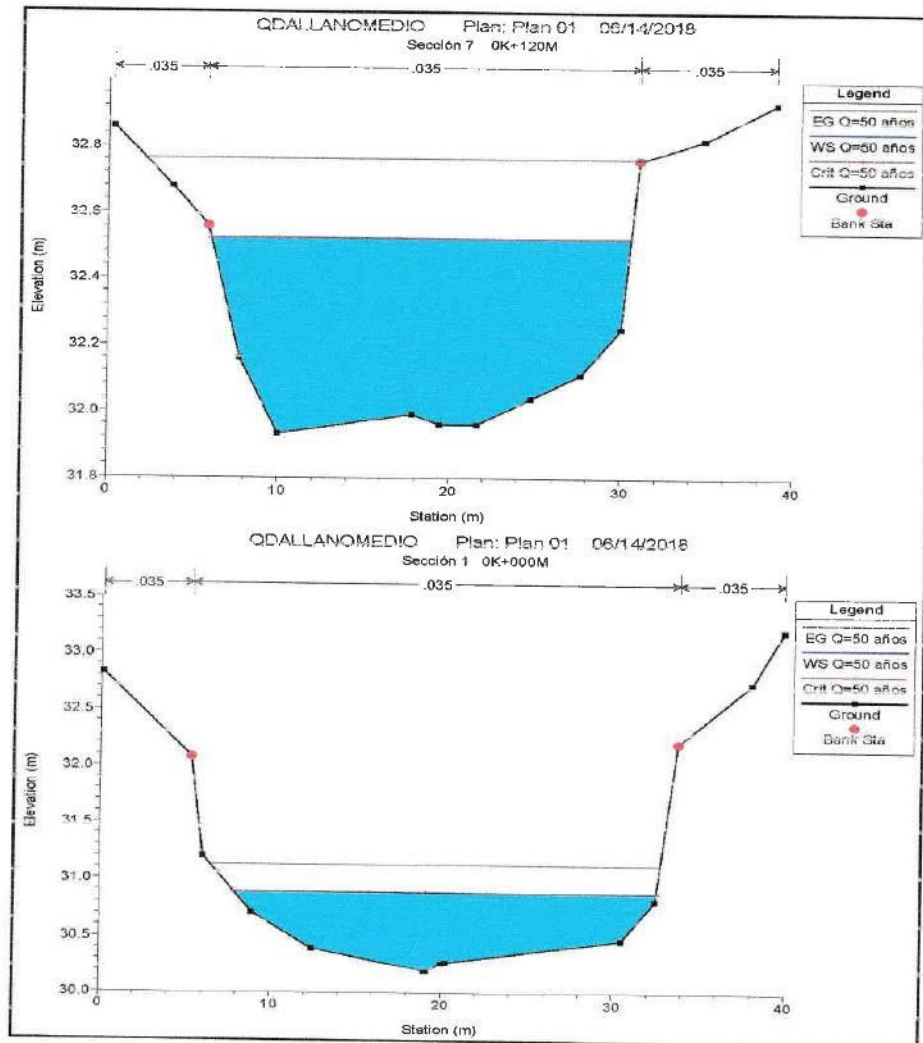 QDALLANOMEDIO Plan: Plan 01 06/14/2018
Sección 7 0K+120M
.035 .035 .035
Legend
EG Q=50 años
WS Q=50 años
Crit Q=50 años
Ground
Bank Sta
Elevation (m)
32.8
32.6
32.4
32.2
32.0
31.8
0 10 20 30 40
Station (m)
QDALLANOMEDIO Plan: Plan 01 06/14/2018
Sección 1 0K+000M
.035 .035 .035
Legend
EG Q=50 años
WS Q=50 años
Crit Q=50 años
Ground
Bank Sta
Elevation (m)
33.5
33.0
32.5
32.0
31.5
31.0
30.5
30.0
0 10 20 30 40
Station (m)